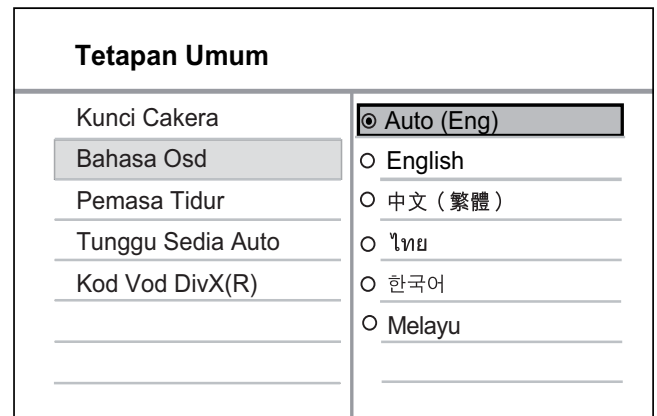 Tetapan Umum
Kunci Cakera
Bahasa Osd
Pemasa Tidur
Tunggu Sedia Auto
Kod Vod DivX(R)
Auto (Eng)
English
中文（繁體）
ไทย
한국어
Melayu